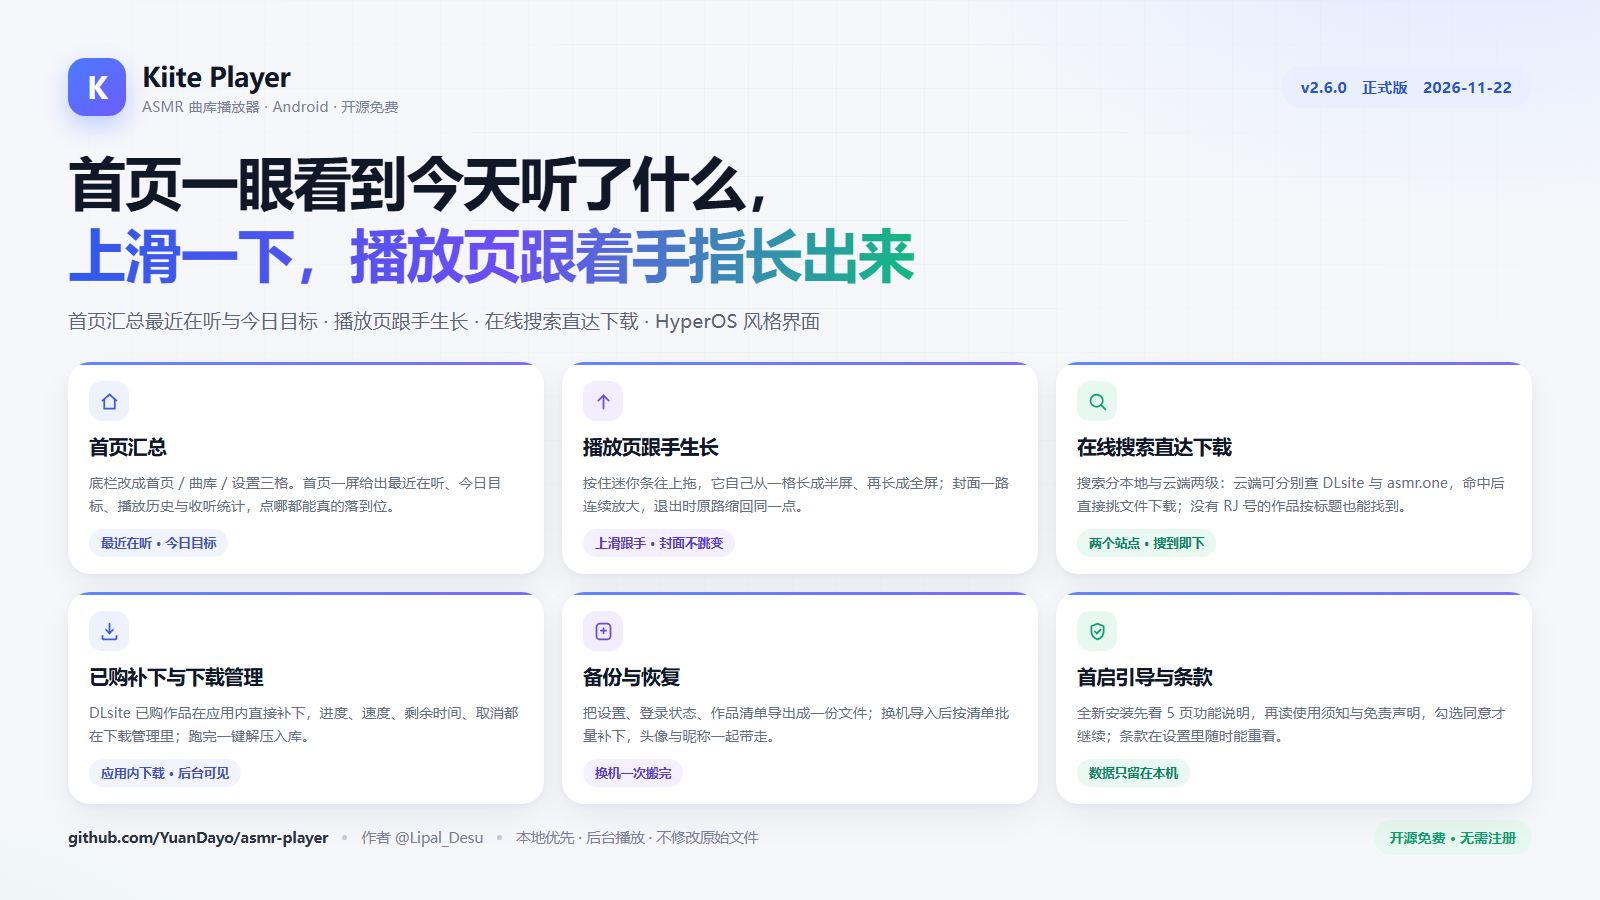 K
Kiite Player
ASMR 曲库播放器 · Android · 开源免费
v2.6.0 正式版 2026-11-22
首页一眼看到今天听了什么，
上滑一下，播放页跟着手指长出来
首页汇总最近在听与今日目标 · 播放页跟手生长 · 在线搜索直达下载 · HyperOS 风格界面
首页汇总
底栏改成首页 / 曲库 / 设置三格。首页一屏给出最近在听、今日目
标、播放历史与收听统计，点哪都能真的落到位。
最近在听 • 今日目标
播放页跟手生长
按住迷你条往上拖，它自己从一格长成半屏、再长成全屏；封面一路
连续放大，退出时原路缩回同一点。
上滑跟手 • 封面不跳变
在线搜索直达下载
搜索分本地与云端两级：云端可分别查 DLsite 与 asmr.one，命中后
直接挑文件下载；没有 RJ 号的作品按标题也能找到。
两个站点 • 搜到即下
已购补下与下载管理
DLsite 已购作品在应用内直接补下，进度、速度、剩余时间、取消都
在下载管理里；跑完一键解压入库。
应用内下载 • 后台可见
备份与恢复
把设置、登录状态、作品清单导出成一份文件；换机导入后按清单批
量补下，头像与昵称一起带走。
换机一次搬完
首启引导与条款
全新安装先看 5 页功能说明，再读使用须知与免责声明，勾选同意才
继续；条款在设置里随时能重看。
数据只留在本机
github.com/YuanDayo/asmr-player • 作者 @Lipal_Desu • 本地优先 · 后台播放 · 不修改原始文件
开源免费 • 无需注册